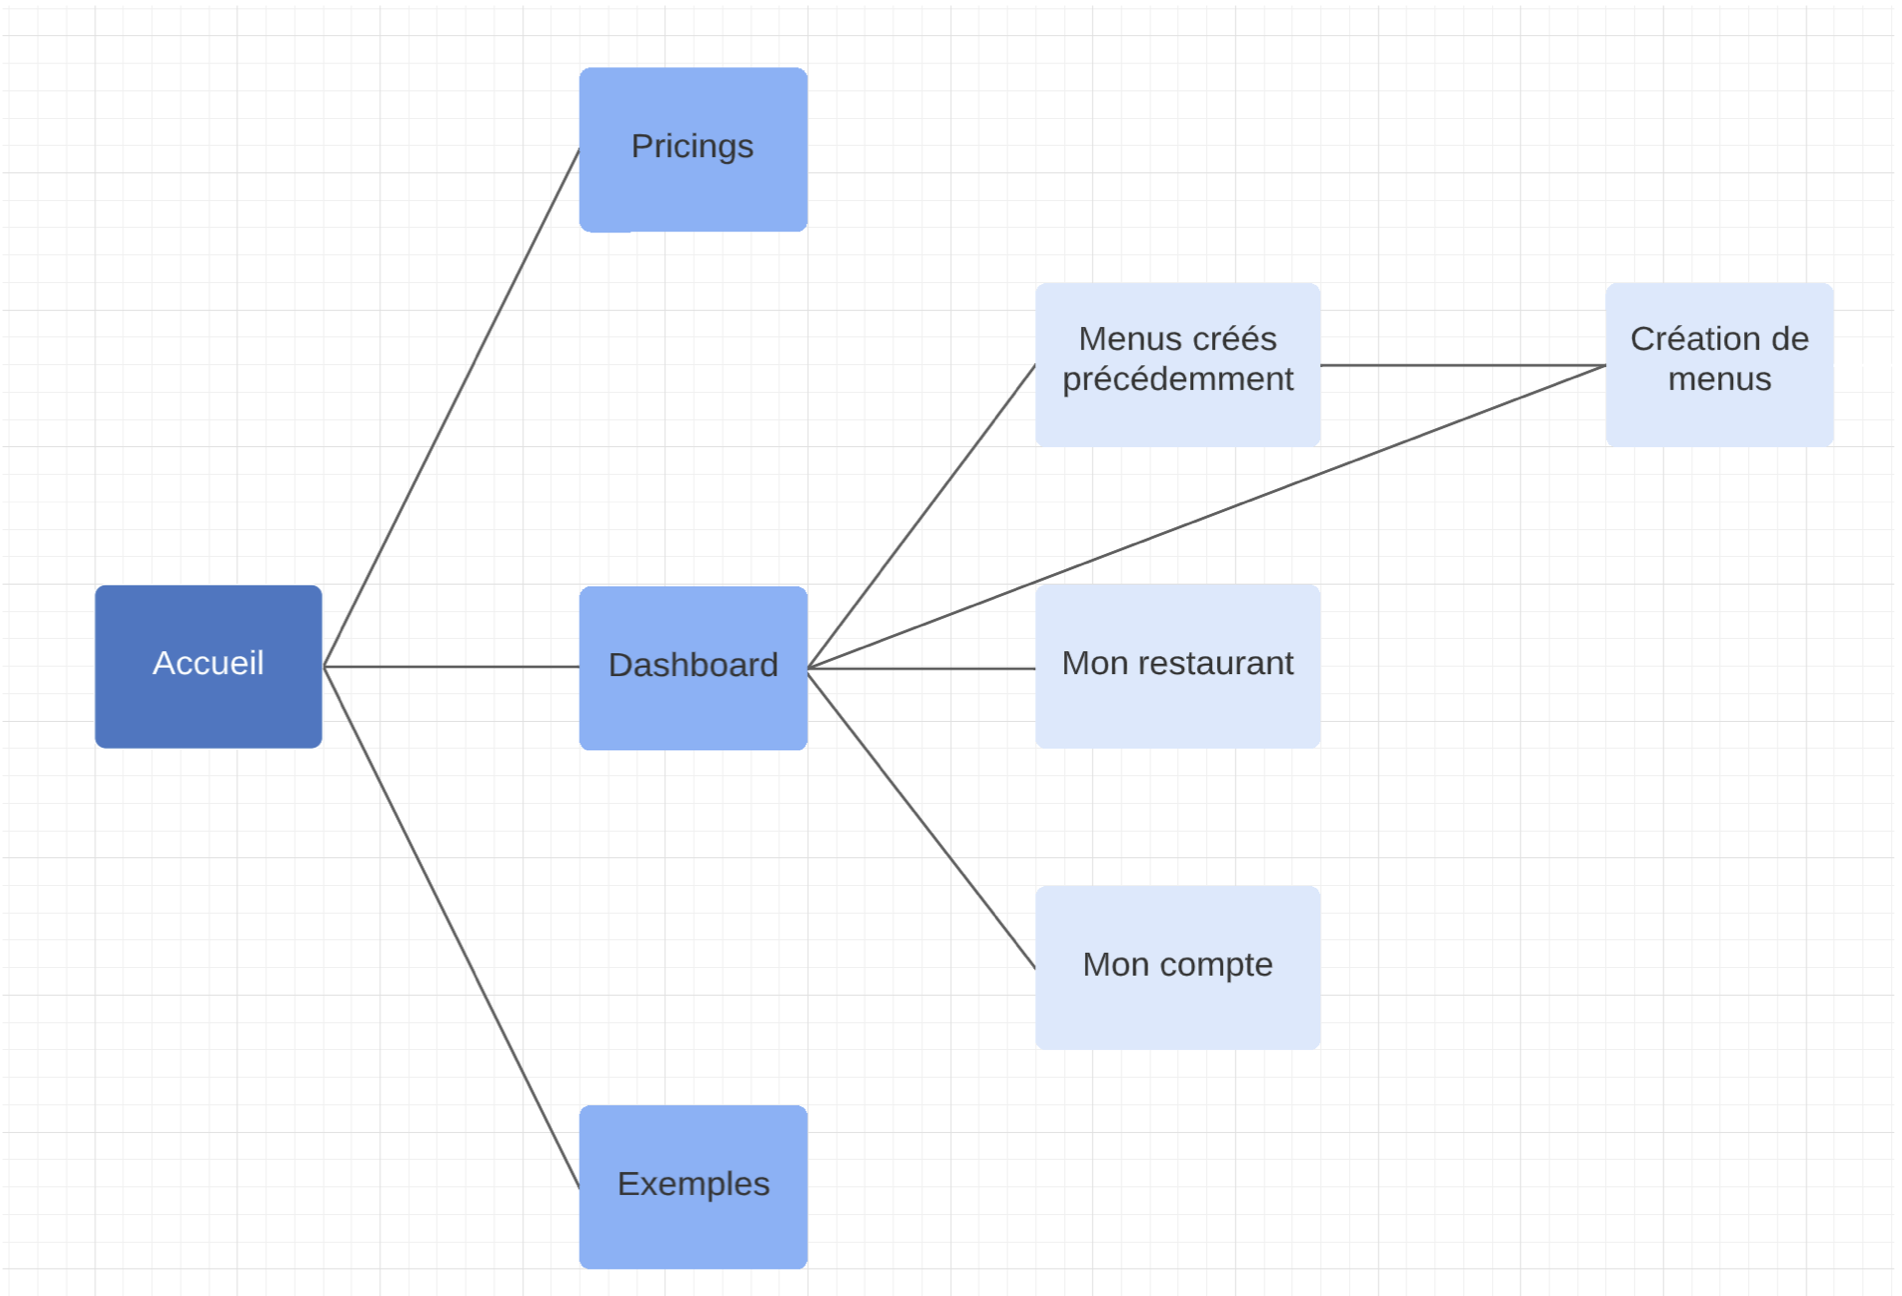 Pricings
Menus créés
précédemment
Création de
menus
Accueil
Dashboard
Mon restaurant
Mon compte
Exemples